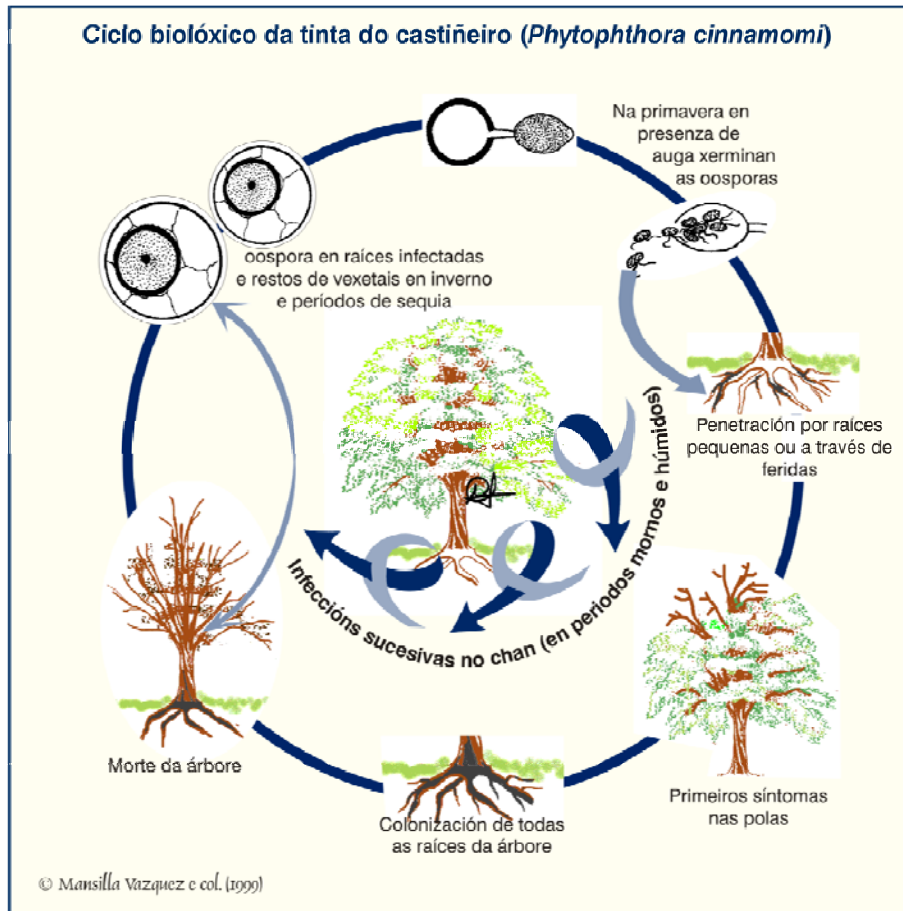 Ciclo biolóxico da tinta do castiñeiro (Phytophthora cinnamomi)
Na primavera en
presenza de
auga xerminan
as oosporas
oospora en raíces infectadas
e restos de vexetais en inverno
e períodos de sequia
Penetración por raíces
pequenas ou a través de
feridas
Infeccións sucesivas no chan (en períodos mornos e húmidos)
Primeiros síntomas
nas polas
Colonización de todas
as raíces da árbore
Morte da árbore
© Mansilla Vazquez e col. (1999)